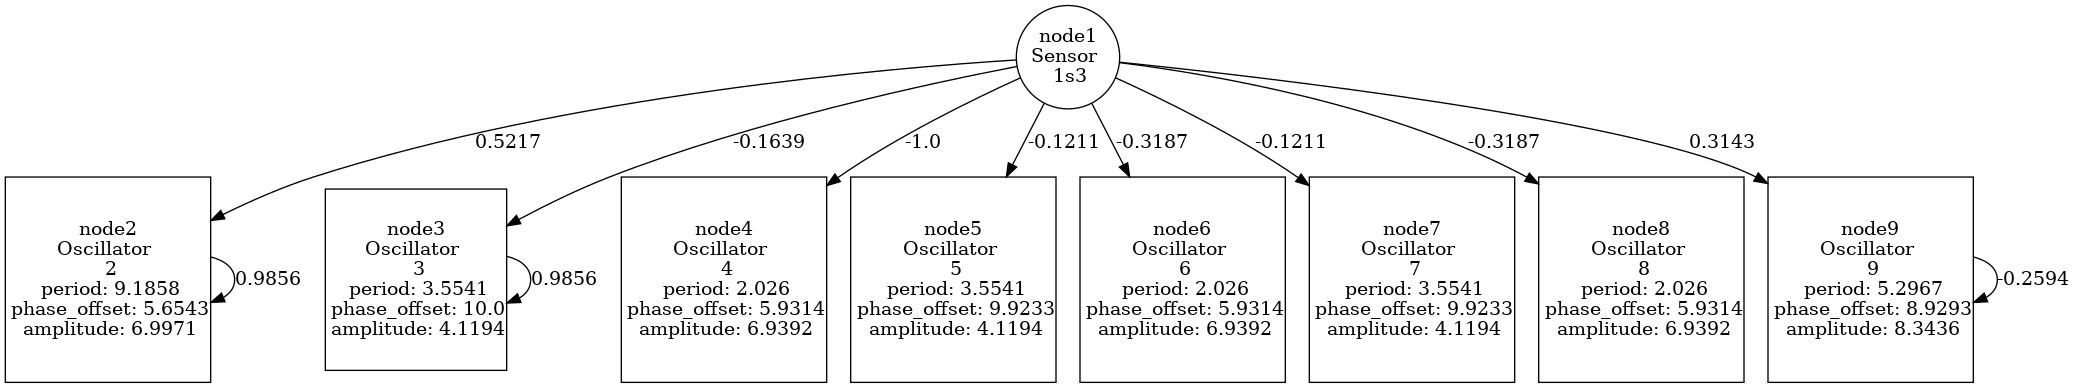 node1
Sensor
1s3
0.5217
-0.1639
-1.0
-0.1211
-0.3187
-0.1211
-0.3187
0.3143
node2
Oscillator
2
period: 9.1858
phase_offset: 5.6543
amplitude: 6.9971
0.9856
node3
Oscillator
3
period: 3.5541
phase_offset: 10.0
amplitude: 4.1194
0.9856
node4
Oscillator
4
period: 2.026
phase_offset: 5.9314
amplitude: 6.9392
node5
Oscillator
5
period: 3.5541
phase_offset: 9.9233
amplitude: 4.1194
node6
Oscillator
6
period: 2.026
phase_offset: 5.9314
amplitude: 6.9392
node7
Oscillator
7
period: 3.5541
phase_offset: 9.9233
amplitude: 4.1194
node8
Oscillator
8
period: 2.026
phase_offset: 5.9314
amplitude: 6.9392
node9
Oscillator
9
period: 5.2967
phase_offset: 8.9293
amplitude: 8.3436
-0.2594